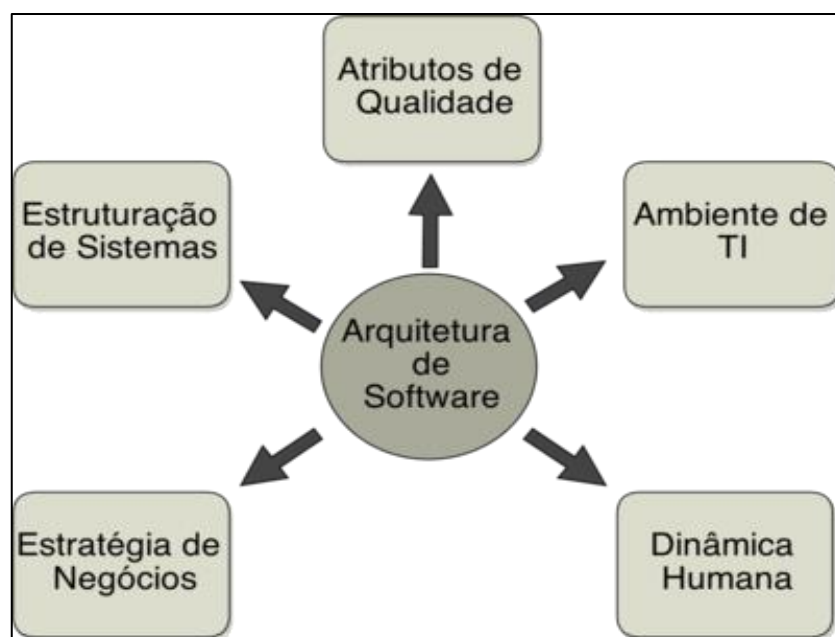 Atributos de
Qualidade
Estruturação
de Sistemas
Ambiente de
TI
Arquitetura
de
Software
Estratégia de
Negócios
Dinâmica
Humana